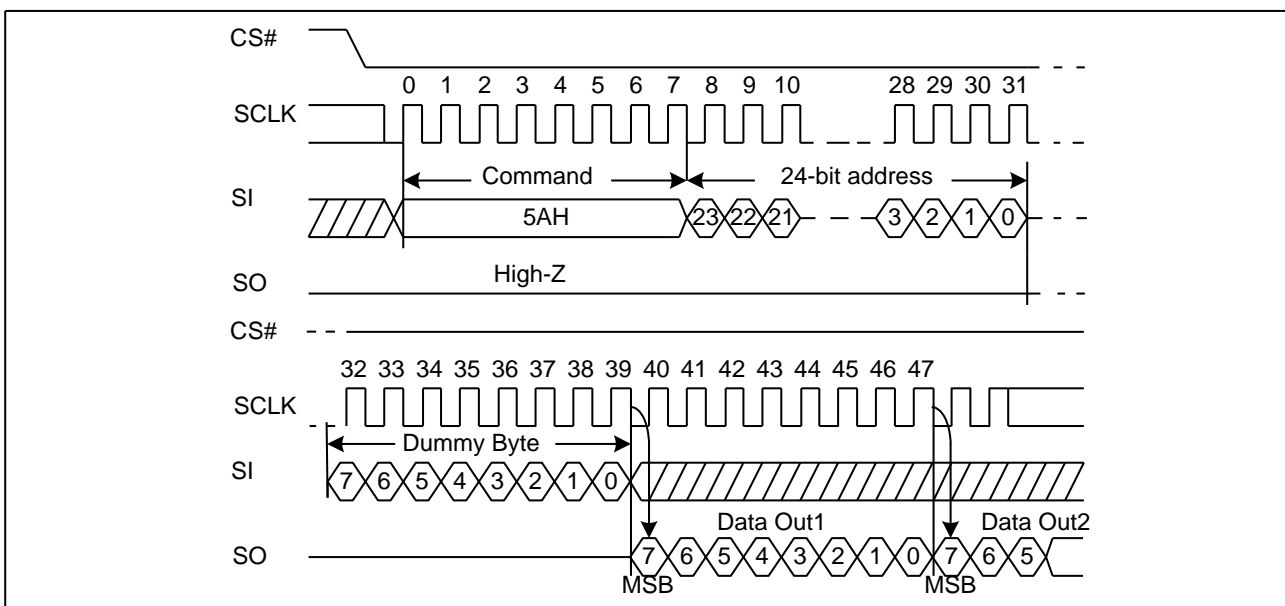 CS#
0 1 2 3 4 5 6 7 8 9 10 28 29 30 31
SCLK
Command 24-bit address
SI
5AH 23 22 21 3 2 1 0
High-Z
SO
CS#
32 33 34 35 36 37 38 39 40 41 42 43 44 45 46 47
SCLK
Dummy Byte
SI
7 6 5 4 3 2 1 0
Data Out1 Data Out2
SO
7 6 5 4 3 2 1 0 7 6 5
MSB MSB